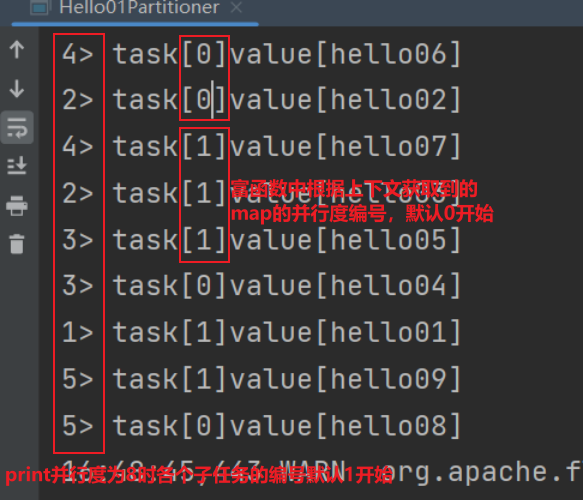 Hello01Partitioner
4> task[0]value[hello06]
2> task[0]value[hello02]
4> task[1]value[hello07]
富函数中根据上下文获取到的
2> task[1]value[hello03]
map的并行度编号，默认0开始
3> task[1]value[hello05]
3> task[0]value[hello04]
1> task[1]value[hello01]
5> task[1]value[hello09]
5> task[0]value[hello08]
print并行度为8时各个子任务的编号默认1开始
WARN org.apache.f